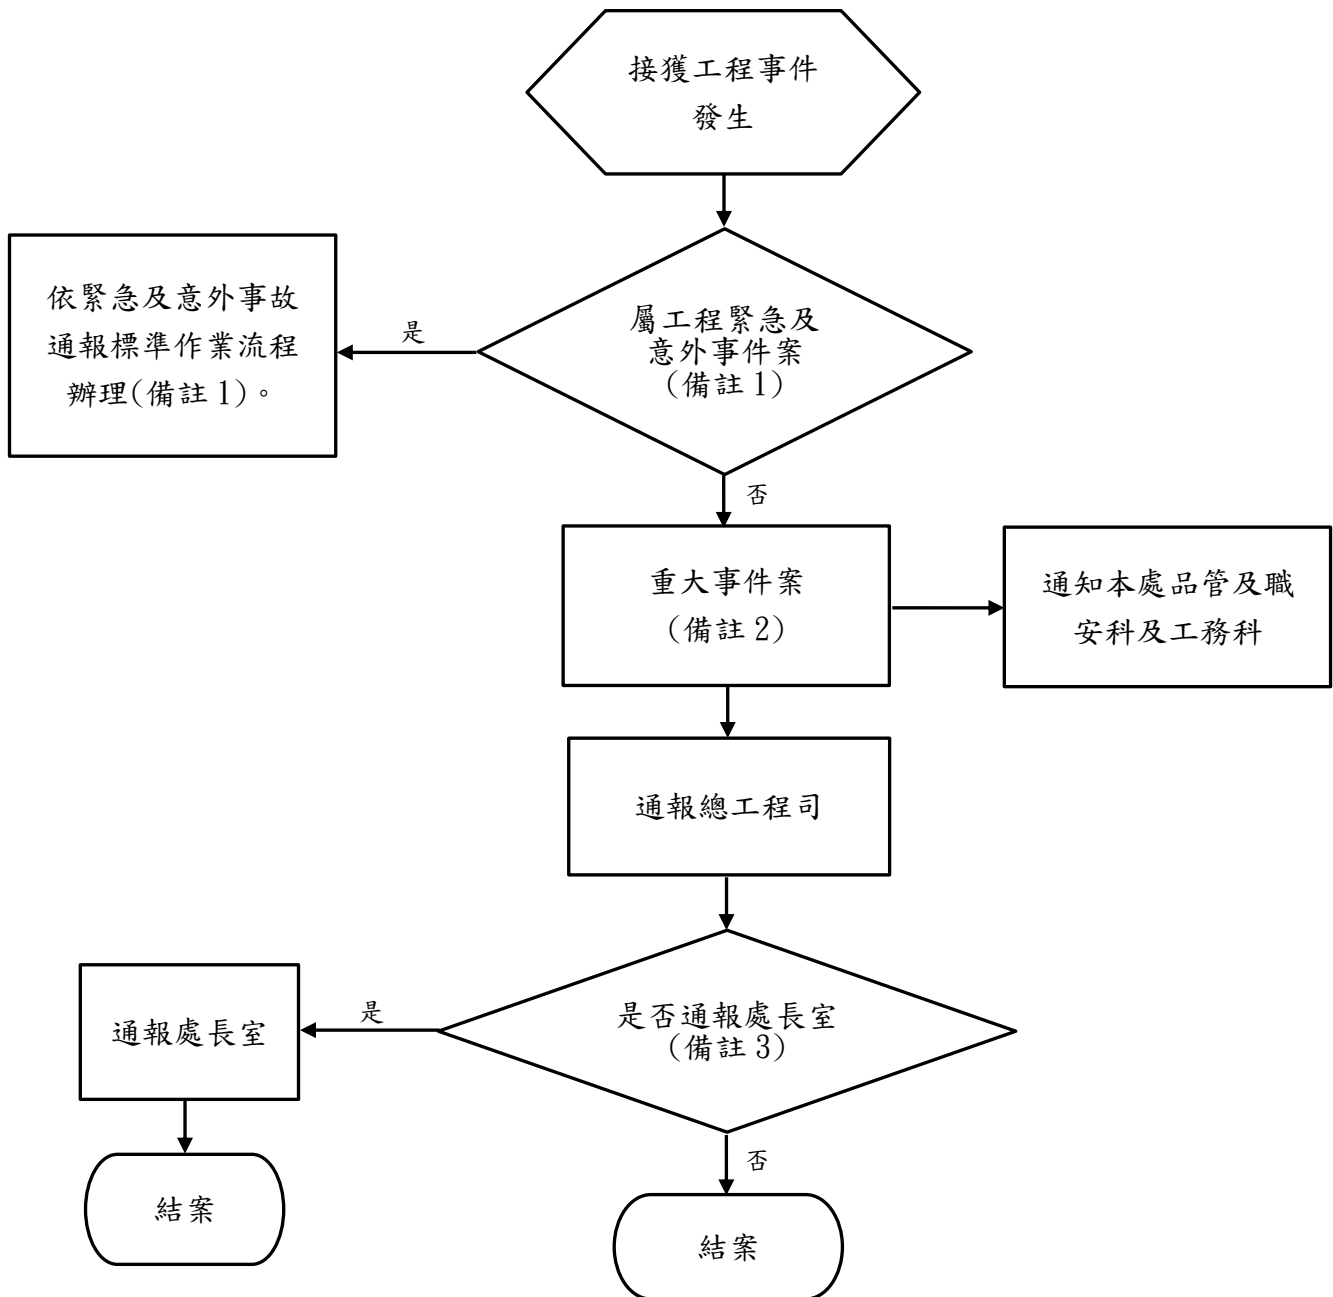 接獲工程事件
發生
依緊急及意外事故
通報標準作業流程
辦理(備註 1)。
是
屬工程緊急及
意外事件案
(備註 1)
否
重大事件案
(備註 2)
通知本處品管及職
安科及工務科
通報總工程司
通報處長室
是
是否通報處長室
(備註 3)
否
結案
結案